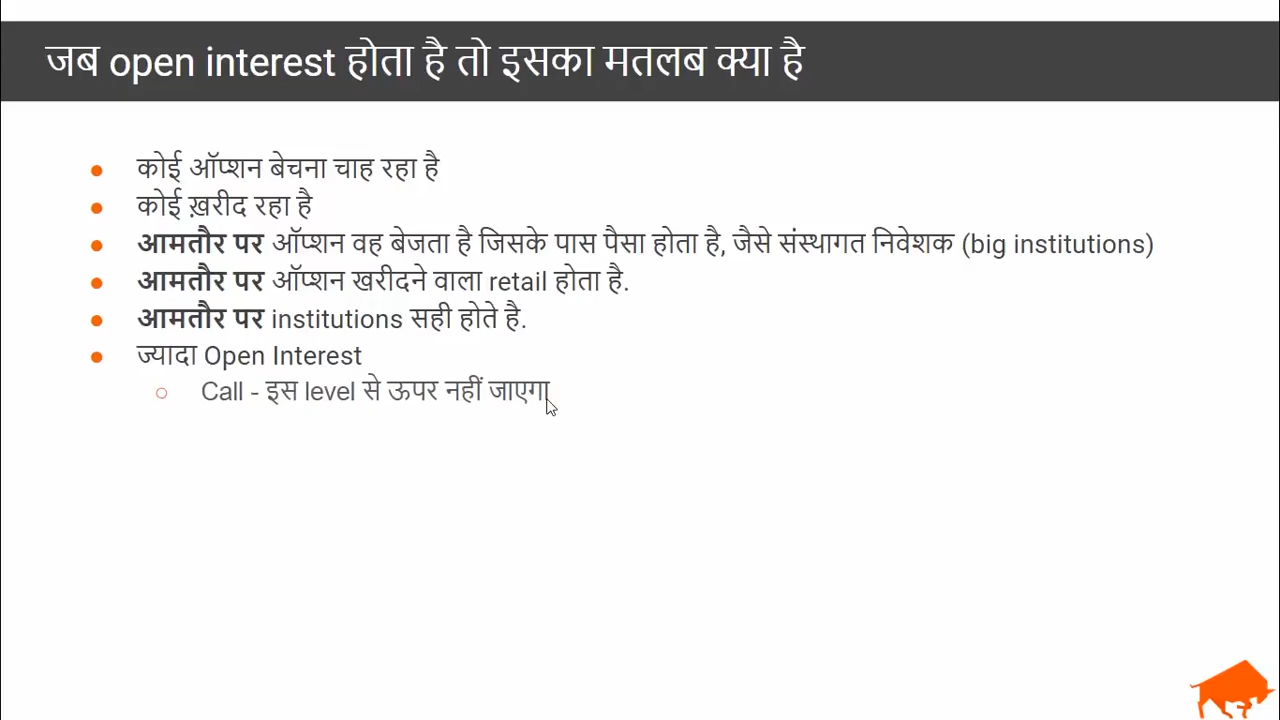 जब open interest होता है तो इसका मतलब क्या है
कोई ऑप्शन बेचना चाह रहा है
कोई ख़रीद रहा है
आमतौर पर ऑप्शन वह बेजता है जिसके पास पैसा होता है, जैसे संस्थागत निवेशक (big institutions)
आमतौर पर ऑप्शन खरीदने वाला retail होता है.
आमतौर पर institutions सही होते है.
ज्यादा Open Interest
Call - इस level से ऊपर नहीं जाएगा